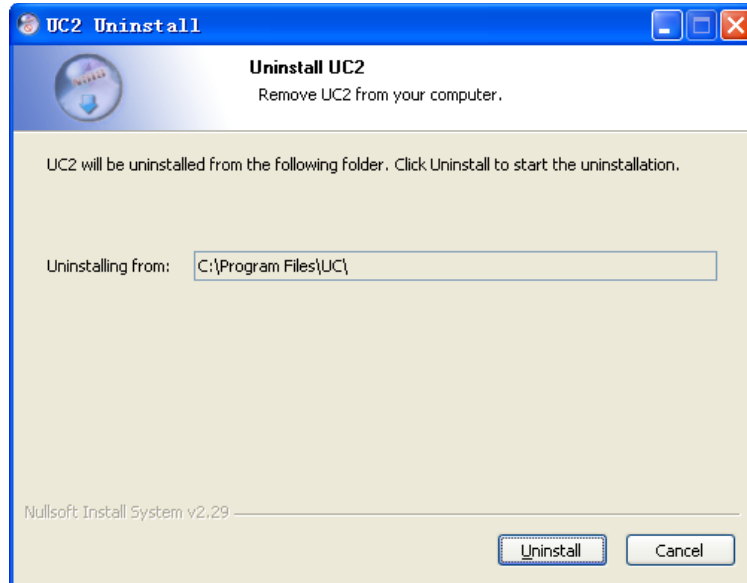 UC2 Uninstall
Uninstall UC2
Remove UC2 from your computer.
UC2 will be uninstalled from the following folder. Click Uninstall to start the uninstallation.
Uninstalling from: C:\Program Files\UC\
Nullsoft Install System v2.29
Uninstall Cancel